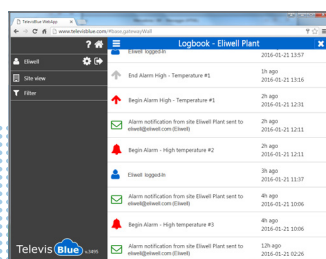 TelevisBlue WebApp
www.televisblue.com/#base,gatewayWall
Logbook - Eliwell Plant
Eliwell
Site view
Filter
Eliwell logged-in
2016-01-21 13:57
End Alarm High - Temperature #1
1h ago
2016-01-21 13:16
Begin Alarm High - Temperature #1
2h ago
2016-01-21 12:31
Alarm notification from site Eliwell Plant sent to
eliwell@eliwell.com (Eliwell)
2h ago
2016-01-21 12:11
Begin Alarm - High temperature #2
2h ago
2016-01-21 12:11
Eliwell logged-in
3h ago
2016-01-21 11:37
Alarm notification from site Eliwell Plant sent to
eliwell@eliwell.com (Eliwell)
4h ago
2016-01-21 10:06
Begin Alarm - High temperature #3
4h ago
2016-01-21 10:06
Alarm notification from site Eliwell Plant sent to
eliwell@eliwell.com (Eliwell)
12h ago
2016-01-21 02:26
Televis Blue